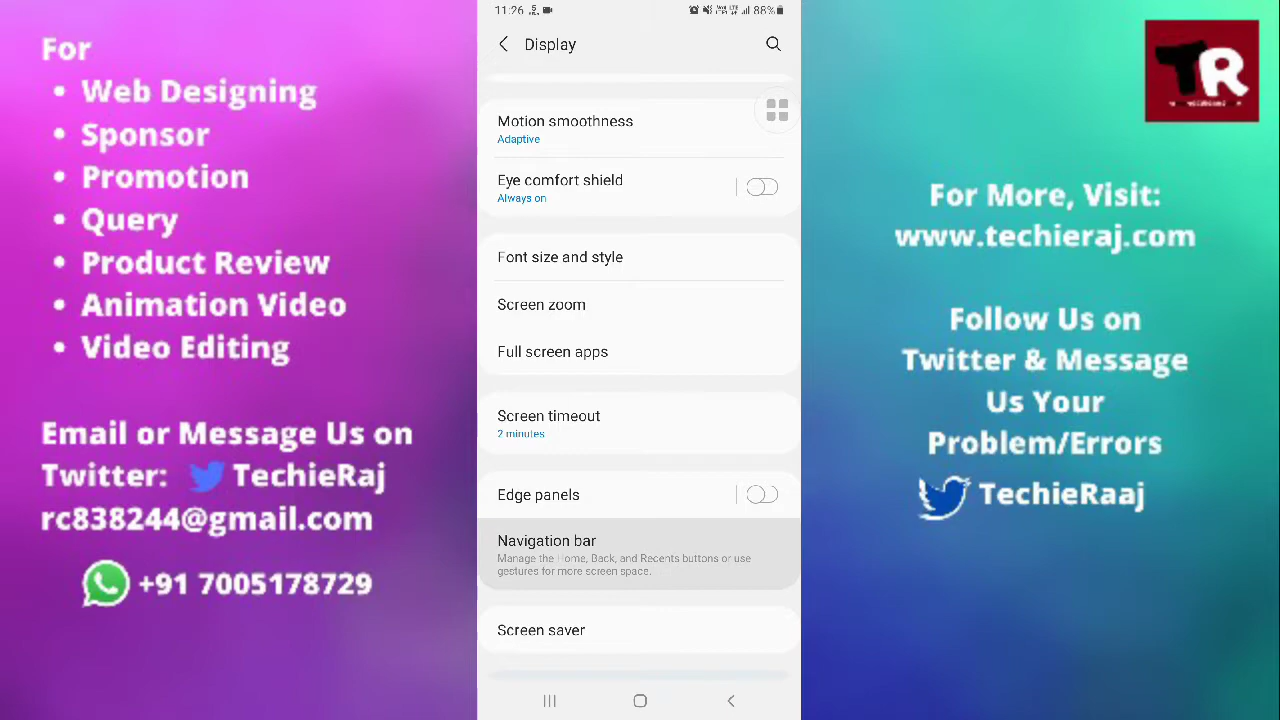 For
• Web Designing
• Sponsor
• Promotion
• Query
• Product Review
• Animation Video
• Video Editing
Email or Message Us on
Twitter: TechieRaj
rc838244@gmail.com
+91 7005178729
11:26
88%
Display
on smoothness
Adaptive
Eye comfort shield
Always on
Font size and style
Screen zoom
Full screen apps
Screen timeout
2 minutes
Edge panels
Navigation bar
Manage the Home, Back, and Recents buttons or use
gestures for more screen space.
Screen saver
TR
For More, Visit:
www.techieraj.com
Follow Us on
Twitter & Message
Us Your
Problem/Errors
TechieRaaj